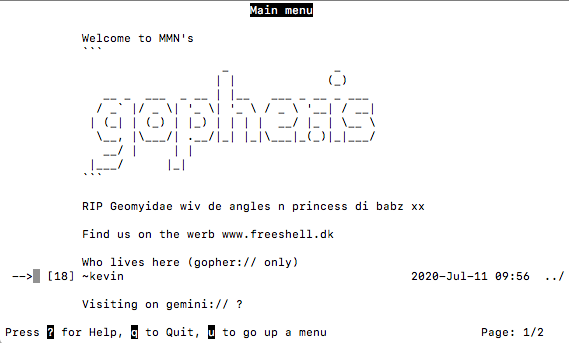 Main menu
Welcome to MMN's
```
gopher.is
```
RIP Geomyidae wiv de angles n princess di babz xx
Find us on the werb www.freeshell.dk
Who lives here (gopher:// only)
--> [18] ~kevin 2020-Jul-11 09:56 ../
Visiting on gemini:// ?
Press ? for Help, q to Quit, u to go up a menu Page: 1/2